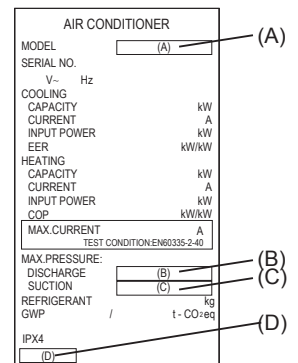 AIR CONDITIONER
MODEL (A) (A)
SERIAL NO.
V~ Hz
COOLING
CAPACITY kW
CURRENT A
INPUT POWER kW
EER kW/kW
HEATING
CAPACITY kW
CURRENT A
INPUT POWER kW
COP kW/kW
MAX.CURRENT A
TEST CONDITION:EN60335-2-40
MAX.PRESSURE:
DISCHARGE (B) (B)
SUCTION (C) (C)
REFRIGERANT kg
GWP / t - CO2eq
(D)
IPX4
(D)